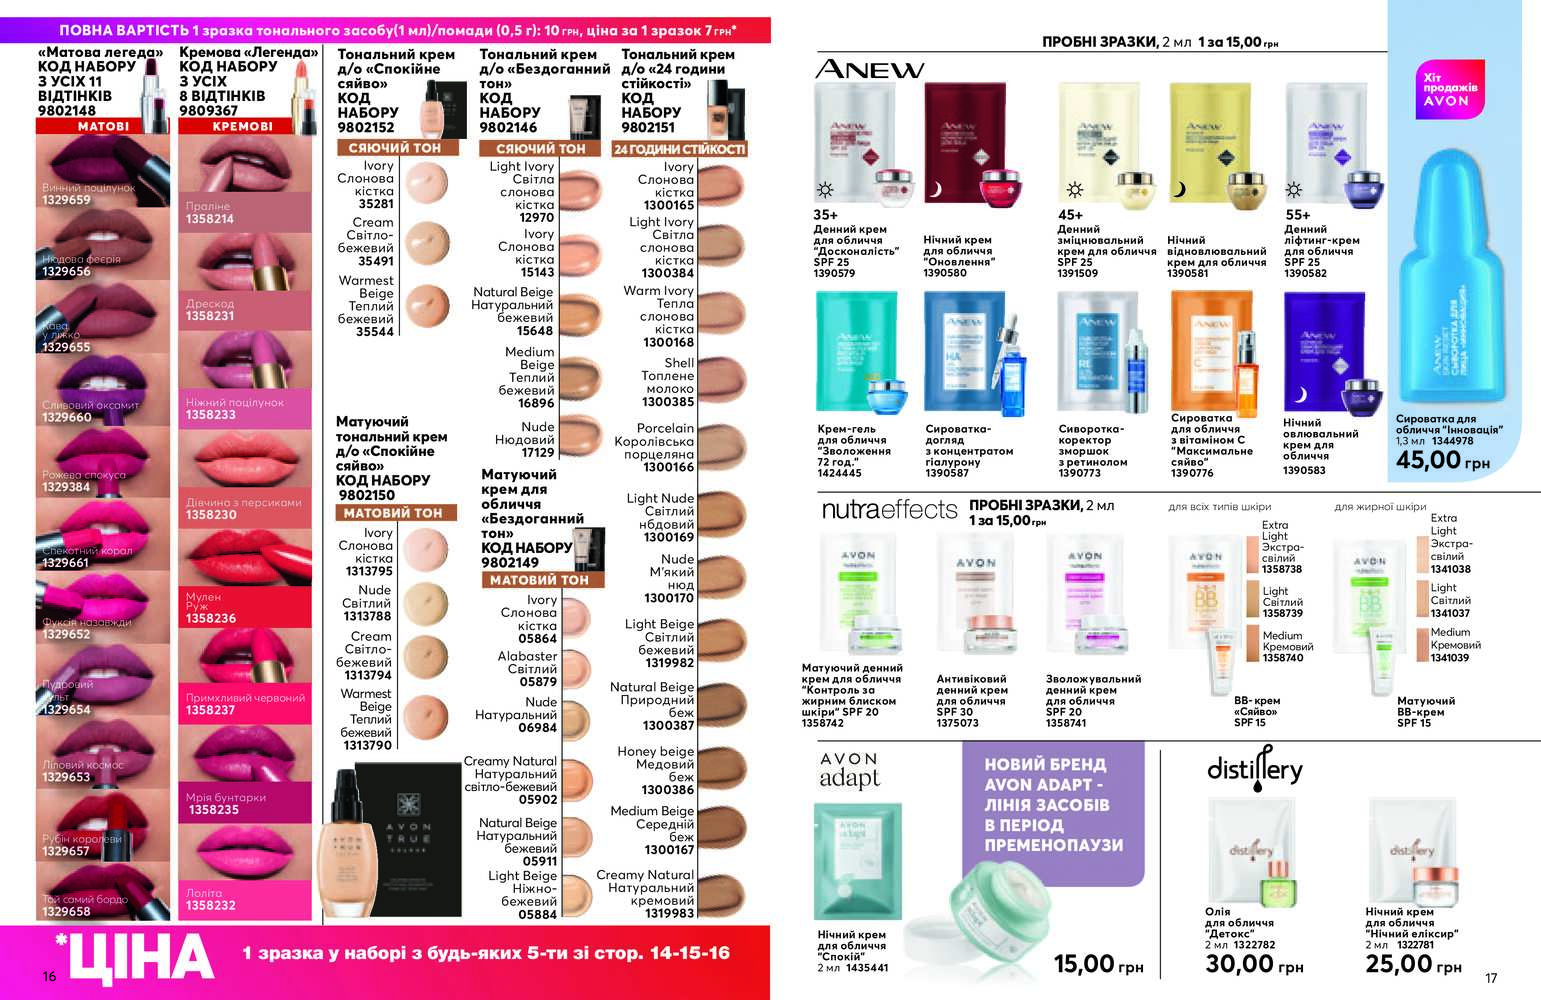 ПОВНА ВАРТІСТЬ 1 зразка тонального засобу(1 мл)/помади (0,5 г): 10 грн, ціна за 1 зразок 7 грн*
«Матова легеда»
КОД НАБОРУ
З УСІХ 11
ВІДТІНКІВ
9802148
МАТОВІ
Винний поцілунок
1329659
Нюдова феєрія
1329656
Кава
у ліжко
1329655
Сливовий оксамит
1329660
Рожева спокуса
1329384
Спекотний корал
1329661
Фуксія назавжди
1329652
Пудровий
1329654
Ліловий космос
1329653
Рубін королеви
1329657
Той самий бордо
1329658
Кремова «Легенда»
КОД НАБОРУ
З УСІХ
8 ВІДТІНКІВ
9809367
КРЕМОВІ
Праліне
1358214
Дрескод
1358231
Ніжний поцілунок
1358233
Дівчина з персиками
1358230
Мулен
Руж
1358236
Примхливий червоний
1358237
Мрія бунтарки
1358235
Лоліта
1358232
Тональний крем
д/о «Спокійне
сяйво»
КОД
НАБОРУ
9802152
СЯЮЧИЙ ТОН
Ivory
Слонова
кістка
35281
Cream
Світло-
бежевий
35491
Warmest
Beige
Теплий
бежевий
35544
Матуючий
тональний крем
д/о «Спокійне
сяйво»
КОД НАБОРУ
9802150
МАТОВИЙ ТОН
Ivory
Слонова
кістка
1313795
Nude
Світлий
1313788
Cream
Світло-
бежевий
1313794
Warmest
Beige
Теплий
бежевий
1313790
AVON
TRUE
COLOUR
Тональний крем
д/о «Бездоганний
тон»
КОД
НАБОРУ
9802146
СЯЮЧИЙ ТОН
Light Ivory
Світла
слонова
кістка
12970
Ivory
Слонова
кістка
15143
Natural Beige
Натуральний
бежевий
15648
Medium
Beige
Теплий
бежевий
16896
Nude
Нюдовий
17129
Матуючий
крем для
обличчя
«Бездоганний
тон»
КОД НАБОРУ
9802149
МАТОВИЙ ТОН
Ivory
Слонова
кістка
05864
Alabaster
Світлий
05879
Nude
Натуральний
06984
Creamy Natural
Натуральний
світло-бежевий
05902
Natural Beige
Натуральний
бежевий
05911
Light Beige
Ніжно-
бежевий
05884
Тональний крем
д/о «24 години
стійкості»
КОД
НАБОРУ
9802151
24 ГОДИНИ СТІЙКОСТІ
Ivory
Слонова
кістка
1300165
Light Ivory
Світла
слонова
кістка
1300384
Warm Ivory
Тепла
слонова
кістка
1300168
Shell
Топлене
молоко
1300385
Porcelain
Королівська
порцеляна
1300166
Light Nude
Світлий
нбдовий
1300169
Nude
М'який
нюд
1300170
Light Beige
Світлий
бежевий
1319982
Natural Beige
Природний
беж
1300387
Honey beige
Медовий
беж
1300386
Medium Beige
Середній
беж
1300167
Creamy Natural
Натуральний
кремовий
1319983
*ЦІНА
1 зразка у наборі з будь-яких 5-ти зі стор. 14-15-16
16
ПРОБНІ ЗРАЗКИ, 2 мл 1 за 15,00 грн
ANEW
35+
Денний крем
для обличчя
"Досконалість"
SPF 25
1390579
Нічний крем
для обличчя
"Оновлення"
1390580
45+
Денний
зміцнювальний
крем для обличчя
SPF 25
1391509
Нічний
відновлювальний
крем для обличчя
1390581
55+
Денний
ліфтинг-крем
для обличчя
SPF 25
1390582
Крем-гель
для обличчя
"Зволоження
72 год."
1424445
Сироватка-
догляд
з концентратом
гіалурону
1390587
Сиворотка-
коректор
зморшок
з ретинолом
1390773
Сироватка
для обличчя
з вітаміном С
"Максимальне
сяйво"
1390776
Нічний
овлювальний
крем для
обличчя
1390583
Хіт
продажів
AVON
ANEW
SKIN RESET
СЫВОРОТКА ДЛЯ
ЛИЦА «ИННОВАЦИЯ»
Сироватка для
обличчя "Інновація"
1,3 мл 1344978
45,00 грн
nutraeffects
ПРОБНІ ЗРАЗКИ, 2 мл
1 за 15,00 грн
Матуючий денний
крем для обличчя
"Контроль за
жирним блиском
шкіри" SPF 20
1358742
Антивіковий
денний крем
для обличчя
SPF 30
1375073
Зволожувальний
денний крем
для обличчя
SPF 20
1358741
для всіх типів шкіри
Extra
Light
Экстра-
свілий
1358738
Light
Світлий
1358739
Medium
Кремовий
1358740
BB-крем
«Сяйво»
SPF 15
для жирної шкіри
Extra
Light
Экстра-
свілий
1341038
Light
Світлий
1341037
Medium
Кремовий
1341039
Матуючий
BB-крем
SPF 15
AVON
adapt
НОВИЙ БРЕНД
AVON ADAPT -
ЛІНІЯ ЗАСОБІВ
В ПЕРІОД
ПРЕМЕНОПАУЗИ
Нічний крем
для обличчя
"Спокій"
2 мл 1435441
15,00 грн
distillery
distillery
distillery
Олія
для обличчя
"Детокс"
2 мл 1322782
30,00 грн
Нічний крем
для обличчя
"Нічний еліксир"
2 мл 1322781
25,00 грн
17